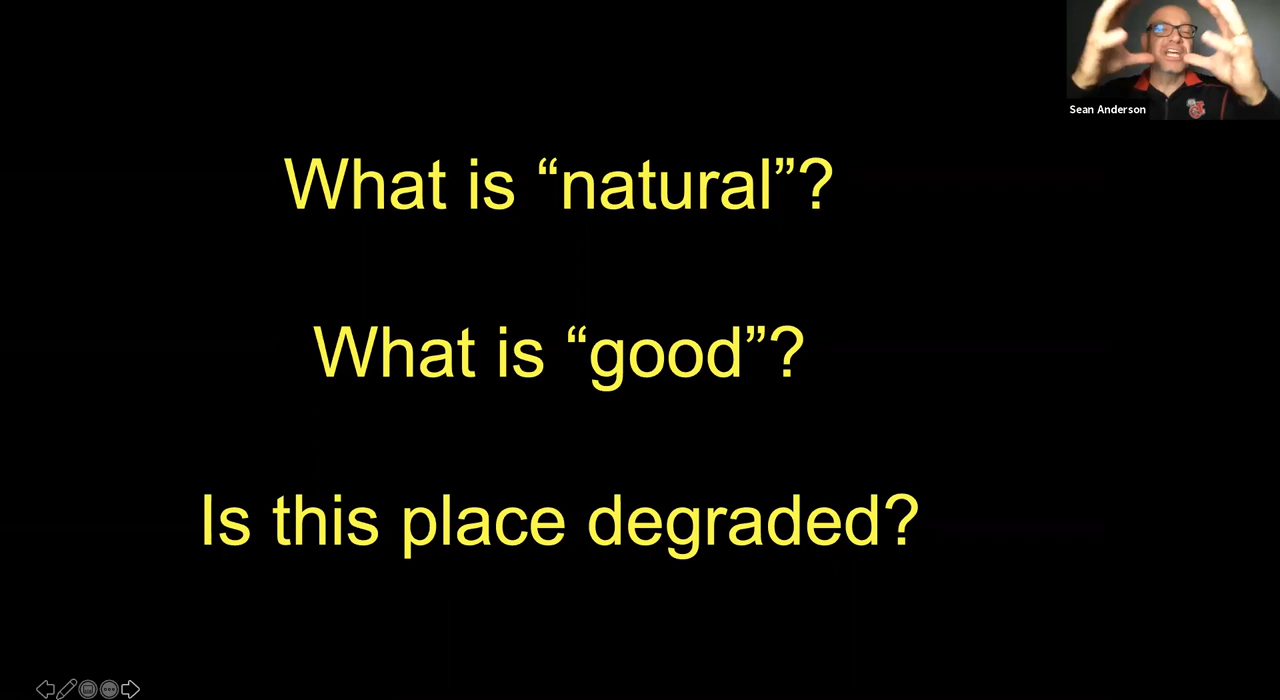 Sean Anderson
What is “natural”?
What is “good”?
Is this place degraded?